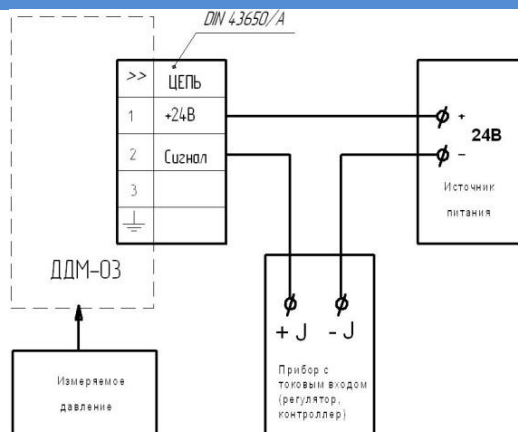 DIN 43650/A
>> ЦЕПЬ
1 +24В
2 Сигнал
3
ДДМ-03
+
24В
-
Источник
питания
+ J - J
Прибор с
токовым входом
(регулятор,
контроллер)
Измеряемое
давление